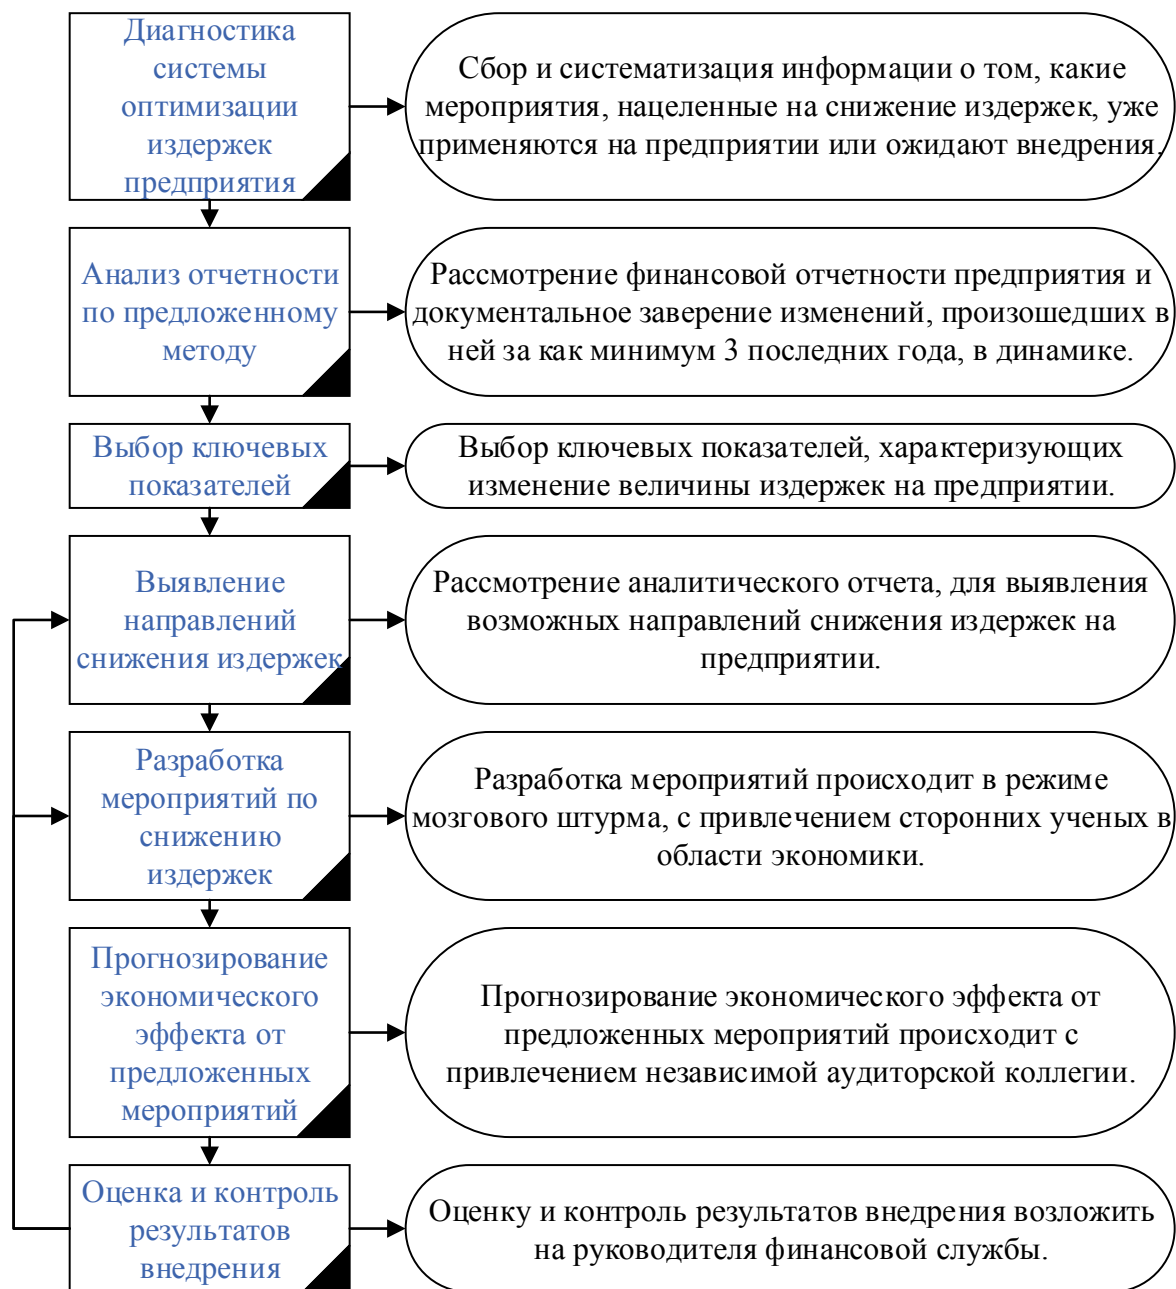 Диагностика
системы
оптимизации
издержек
предприятия
Сбор и систематизация информации о том, какие
мероприятия, нацеленные на снижение издержек, уже
применяются на предприятии или ожидают внедрения.
Анализ отчетности
по предложенному
методу
Рассмотрение финансовой отчетности предприятия и
документальное заверение изменений, произошедших в
ней за как минимум 3 последних года, в динамике.
Выбор ключевых
показателей
Выбор ключевых показателей, характеризующих
изменение величины издержек на предприятии.
Выявление
направлений
снижения издержек
Рассмотрение аналитического отчета, для выявления
возможных направлений снижения издержек на
предприятии.
Разработка
мероприятий по
снижению
издержек
Разработка мероприятий происходит в режиме
мозгового штурма, с привлечением сторонних ученых в
области экономики.
Прогнозирование
экономического
эффекта от
предложенных
мероприятий
Прогнозирование экономического эффекта от
предложенных мероприятий происходит с
привлечением независимой аудиторской коллегии.
Оценка и контроль
результатов
внедрения
Оценку и контроль результатов внедрения возложить
на руководителя финансовой службы.